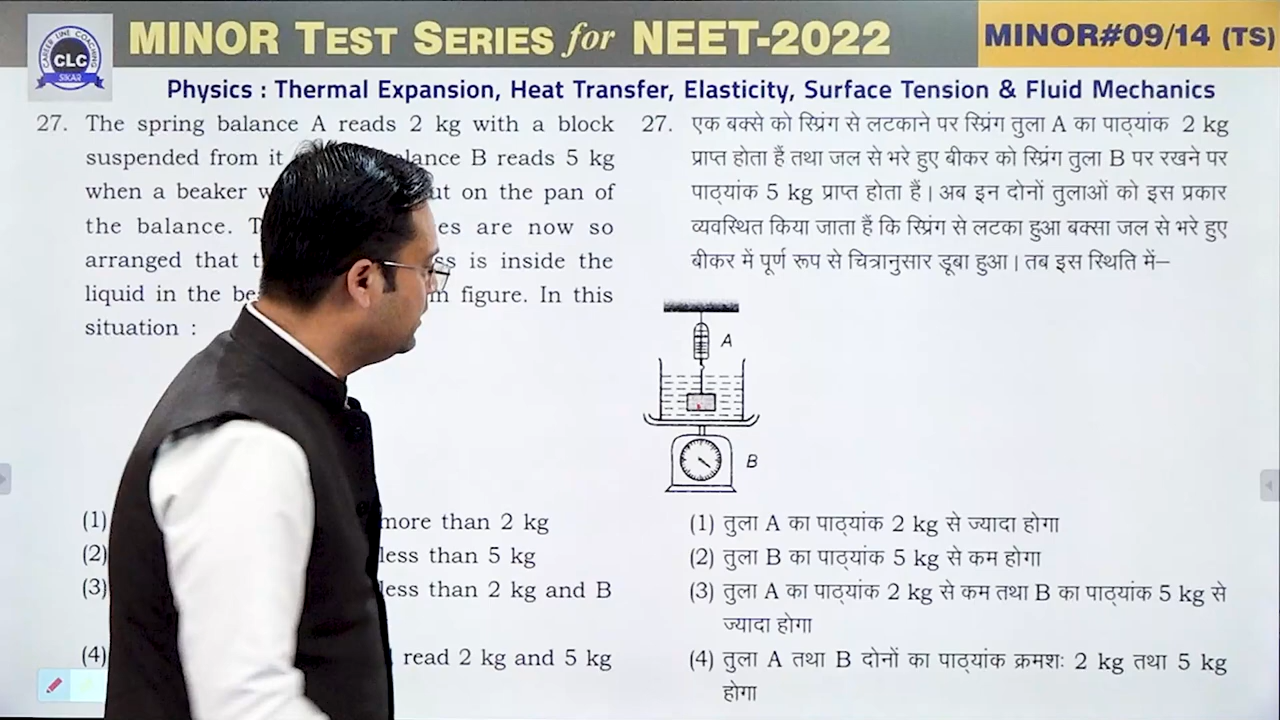 CAREER LINE COACHING
CLC
SIKAR
MINOR TEST SERIES for NEET-2022
MINOR#09/14 (TS)
Physics : Thermal Expansion, Heat Transfer, Elasticity, Surface Tension & Fluid Mechanics
27. The spring balance A reads 2 kg with a block
suspended from it balance B reads 5 kg
when a beaker on the pan of
the balance. are now so
arranged that is inside the
liquid in the figure. In this
situation :
(1) more than 2 kg
(2) less than 5 kg
(3) less than 2 kg and B
(4) read 2 kg and 5 kg
27. एक बक्से को स्प्रिंग से लटकाने पर स्प्रिंग तुला A का पाठ्यांक 2 kg
प्राप्त होता हैं तथा जल से भरे हुए बीकर को स्प्रिंग तुला B पर रखने पर
पाठ्यांक 5 kg प्राप्त होता हैं। अब इन दोनों तुलाओं को इस प्रकार
व्यवस्थित किया जाता हैं कि स्प्रिंग से लटका हुआ बक्सा जल से भरे हुए
बीकर में पूर्ण रूप से चित्रानुसार डूबा हुआ। तब इस स्थिति में–
A
B
(1) तुला A का पाठ्यांक 2 kg से ज्यादा होगा
(2) तुला B का पाठ्यांक 5 kg से कम होगा
(3) तुला A का पाठ्यांक 2 kg से कम तथा B का पाठ्यांक 5 kg से
ज्यादा होगा
(4) तुला A तथा B दोनों का पाठ्यांक क्रमशः 2 kg तथा 5 kg
होगा